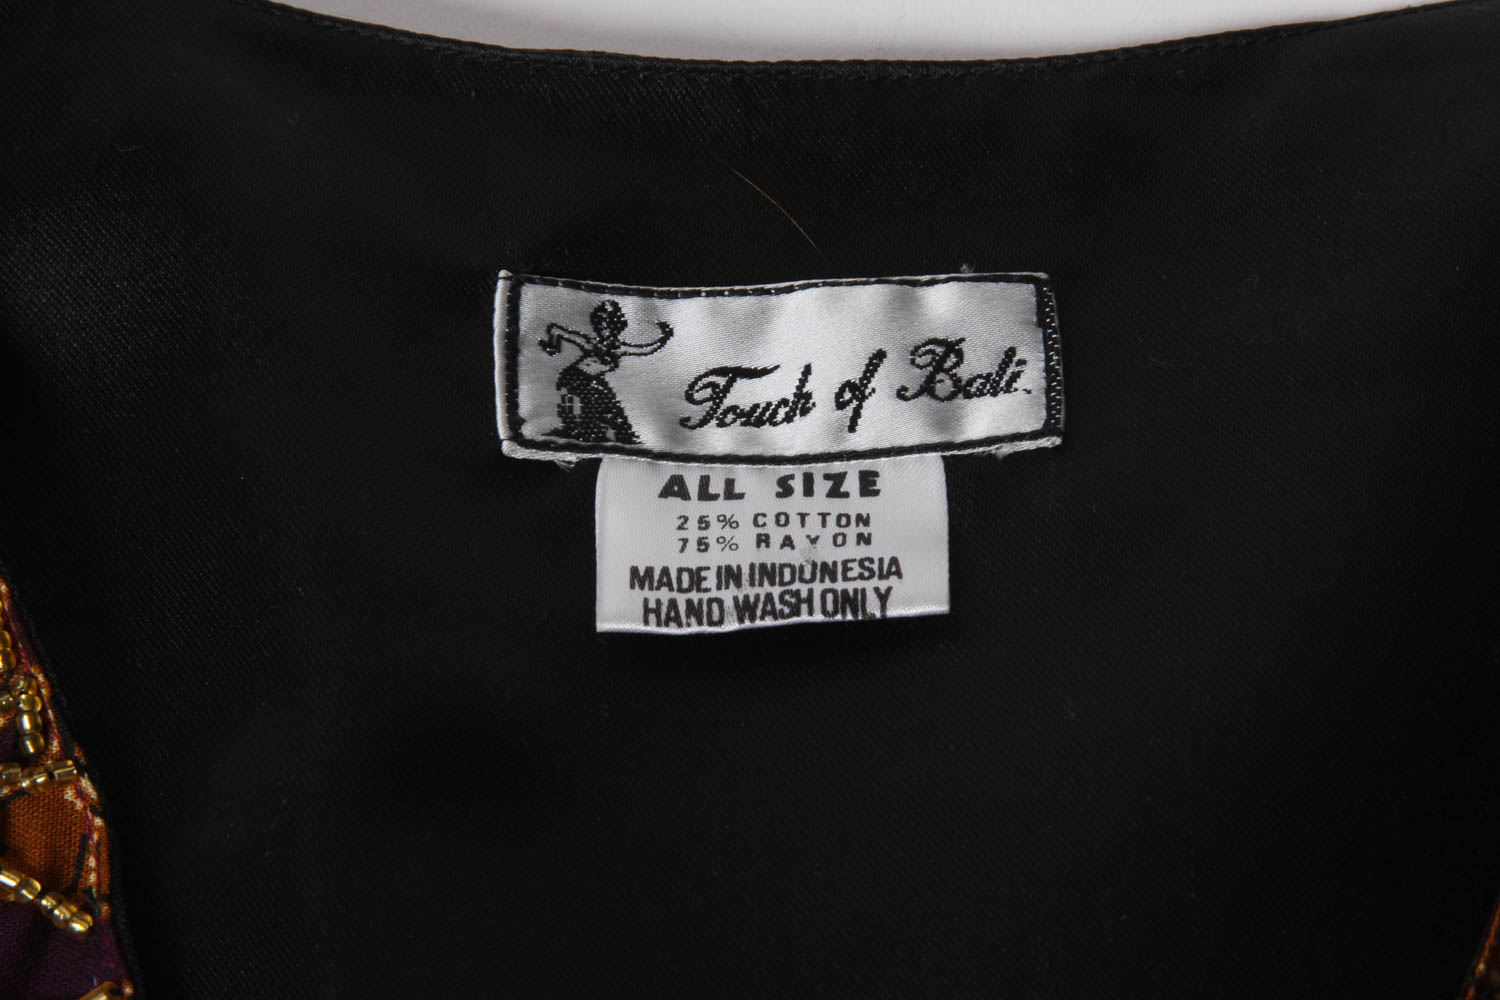 Touch of Bali.
ALL SIZE
25% COTTON
75% RAYON
MADE IN INDONESIA
HAND WASH ONLY